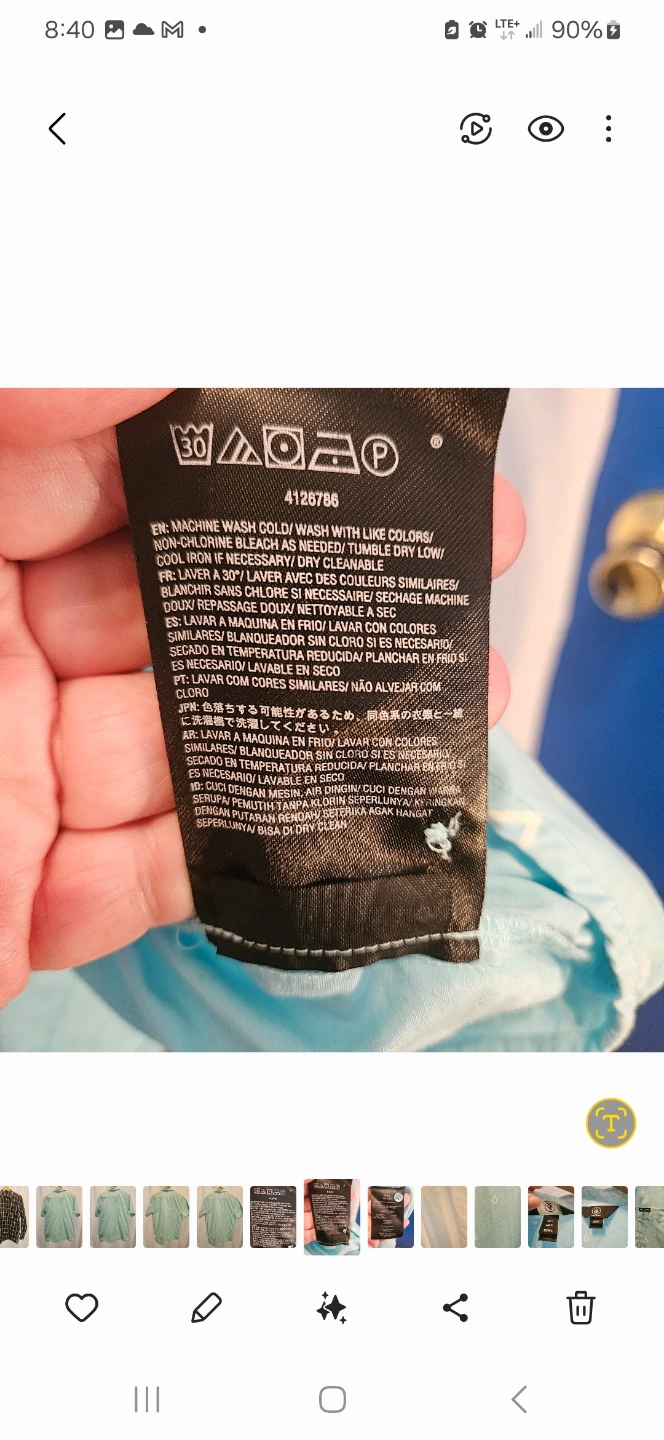 8:40
LTE+
90%
30
P
®
4126786
EN: MACHINE WASH COLD/ WASH WITH LIKE COLORS/
NON-CHLORINE BLEACH AS NEEDED/ TUMBLE DRY LOW/
COOL IRON IF NECESSARY/ DRY CLEANABLE
FR: LAVER A 30°/ LAVER AVEC DES COULEURS SIMILAIRES/
BLANCHIR SANS CHLORE SI NECESSAIRE/ SECHAGE MACHINE
DOUX/ REPASSAGE DOUX/ NETTOYABLE A SEC
ES: LAVAR A MAQUINA EN FRIO/ LAVAR CON COLORES
SIMILARES/ BLANQUEADOR SIN CLORO SI ES NECESARIO/
SECADO EN TEMPERATURA REDUCIDA/ PLANCHAR EN FRIO SI
ES NECESARIO/ LAVABLE EN SECO
PT: LAVAR COM CORES SIMILARES/ NÃO ALVEJAR COM
CLORO
JPN: 色落ちする可能性があるため、同色系の衣類と一緒
に洗濯機で洗濯してください。
AR: LAVAR A MAQUINA EN FRIO/ LAVAR CON COLORES
SIMILARES/ BLANQUEADOR SIN CLORO SI ES NECESARIO/
SECADO EN TEMPERATURA REDUCIDA/ PLANCHAR EN FRIO SI
ES NECESARIO/ LAVABLE EN SECO
ID: CUCI DENGAN MESIN, AIR DINGIN/ CUCI DENGAN WARNA
SERUPA/ PEMUTIH TANPA KLORIN SEPERLUNYA/ KERINGKAN
DENGAN PUTARAN RENDAH/ SETERIKA AGAK HANGAT
SEPERLUNYA/ BISA DI DRY CLEAN
T